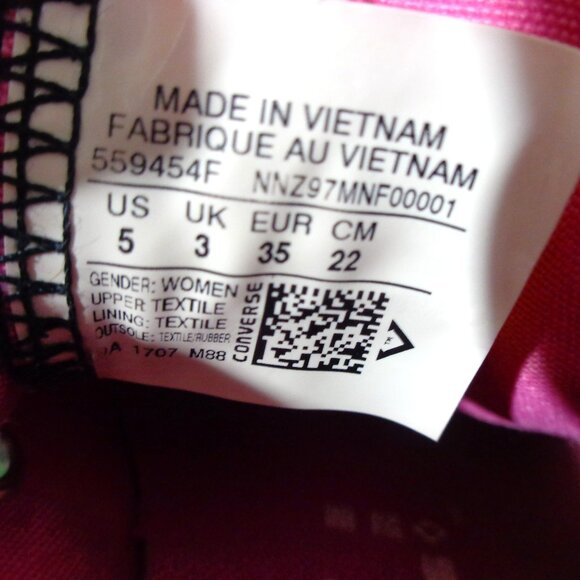 MADE IN VIETNAM
FABRIQUE AU VIETNAM
559454F NNZ97MNF00001
US UK EUR CM
5 3 35 22
GENDER: WOMEN
UPPER TEXTILE
LINING: TEXTILE
OUTSOLE: TEXTILE/RUBBER
1707 M88
CONVERSE
TM